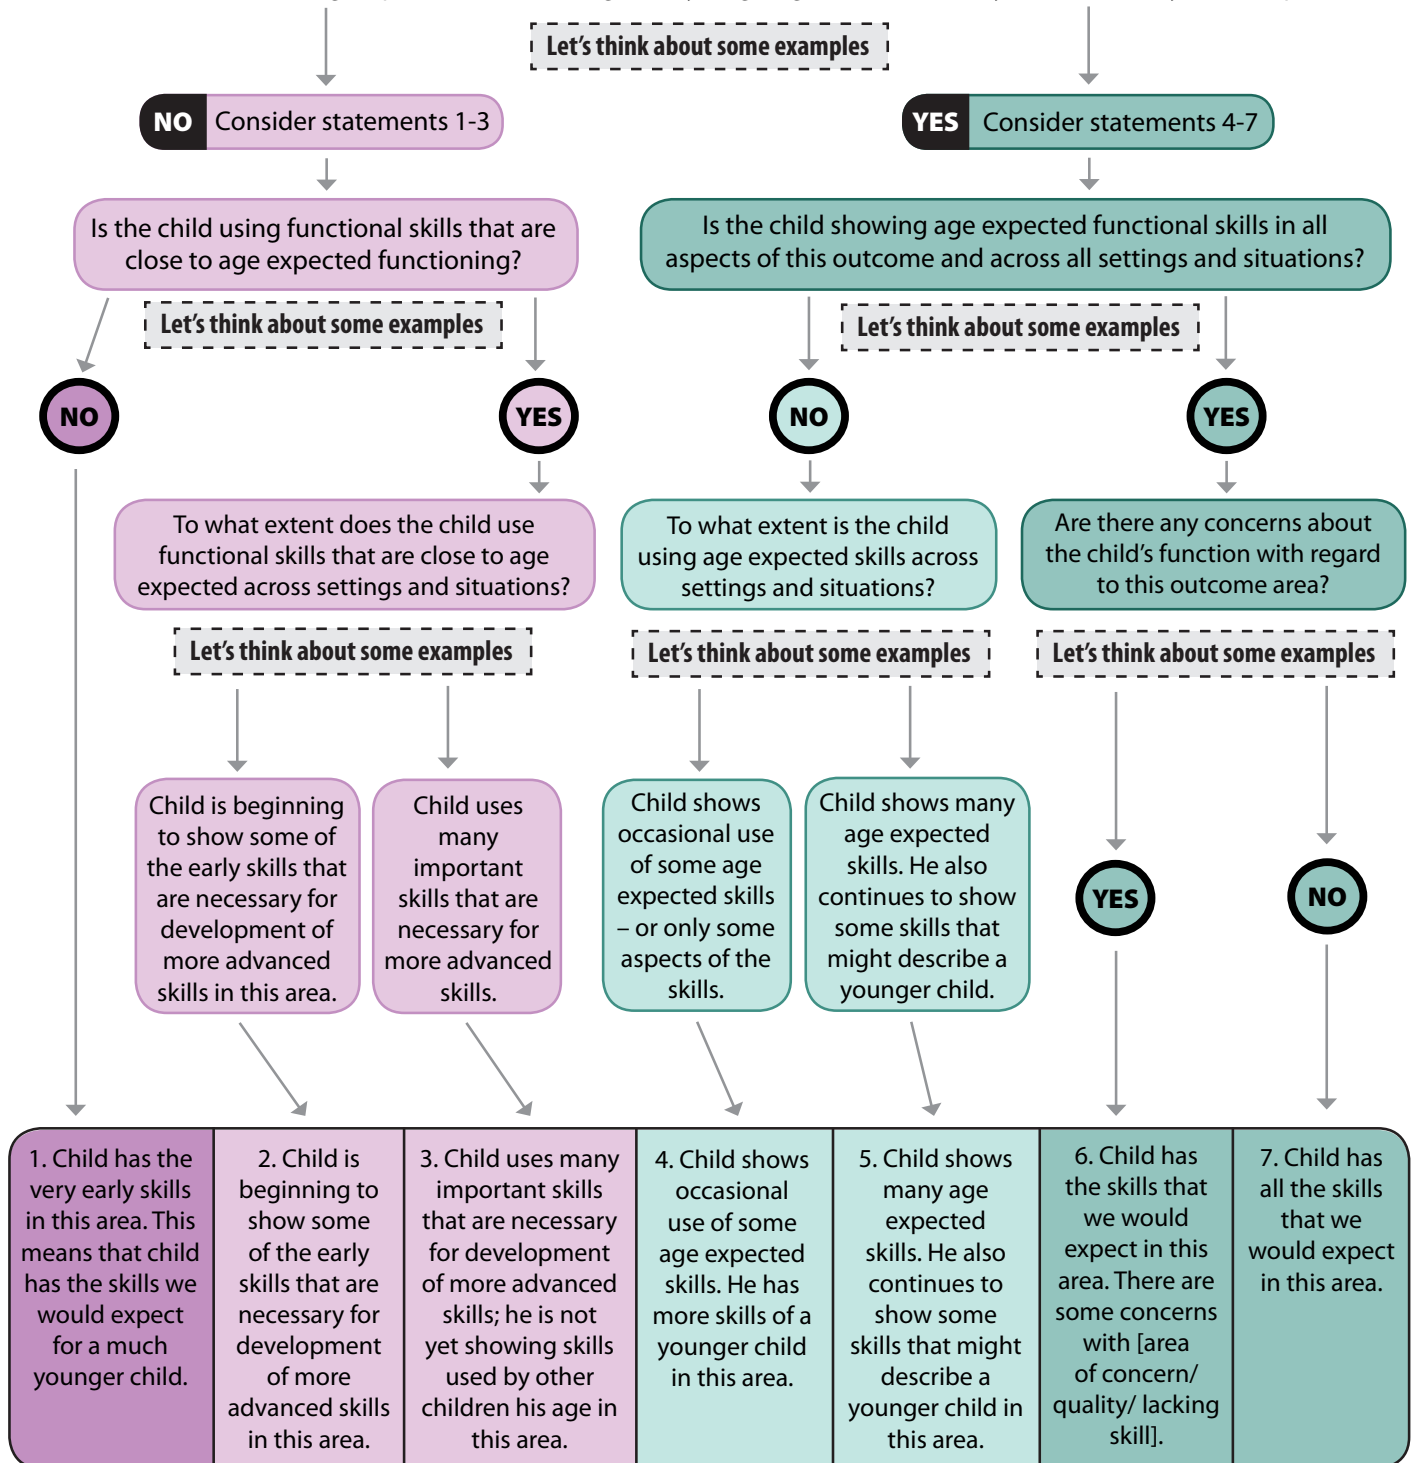 Let's think about some examples
NO Consider statements 1-3
YES Consider statements 4-7
Is the child using functional skills that are
close to age expected functioning?
Is the child showing age expected functional skills in all
aspects of this outcome and across all settings and situations?
Let's think about some examples
Let's think about some examples
NO
YES
NO
YES
To what extent does the child use
functional skills that are close to age
expected across settings and situations?
To what extent is the child
using age expected skills across
settings and situations?
Are there any concerns about
the child's function with regard
to this outcome area?
Let's think about some examples
Let's think about some examples
Let's think about some examples
Child is beginning
to show some of
the early skills that
are necessary for
development of
more advanced
skills in this area.
Child uses
many
important
skills that are
necessary for
more advanced
skills.
Child shows
occasional use
of some age
expected skills
– or only some
aspects of the
skills.
Child shows many
age expected
skills. He also
continues to show
some skills that
might describe a
younger child.
YES
NO
1. Child has the
very early skills
in this area. This
means that child
has the skills we
would expect
for a much
younger child.
2. Child is
beginning to
show some
of the early
skills that are
necessary for
development
of more
advanced skills
in this area.
3. Child uses many
important skills
that are necessary
for development
of more advanced
skills; he is not
yet showing skills
used by other
children his age in
this area.
4. Child shows
occasional
use of some
age expected
skills. He has
more skills of a
younger child
in this area.
5. Child shows
many age
expected
skills. He also
continues to
show some
skills that might
describe a
younger child in
this area.
6. Child has
the skills that
we would
expect in this
area. There are
some concerns
with [area
of concern/
quality/ lacking
skill].
7. Child has
all the skills
that we
would expect
in this area.